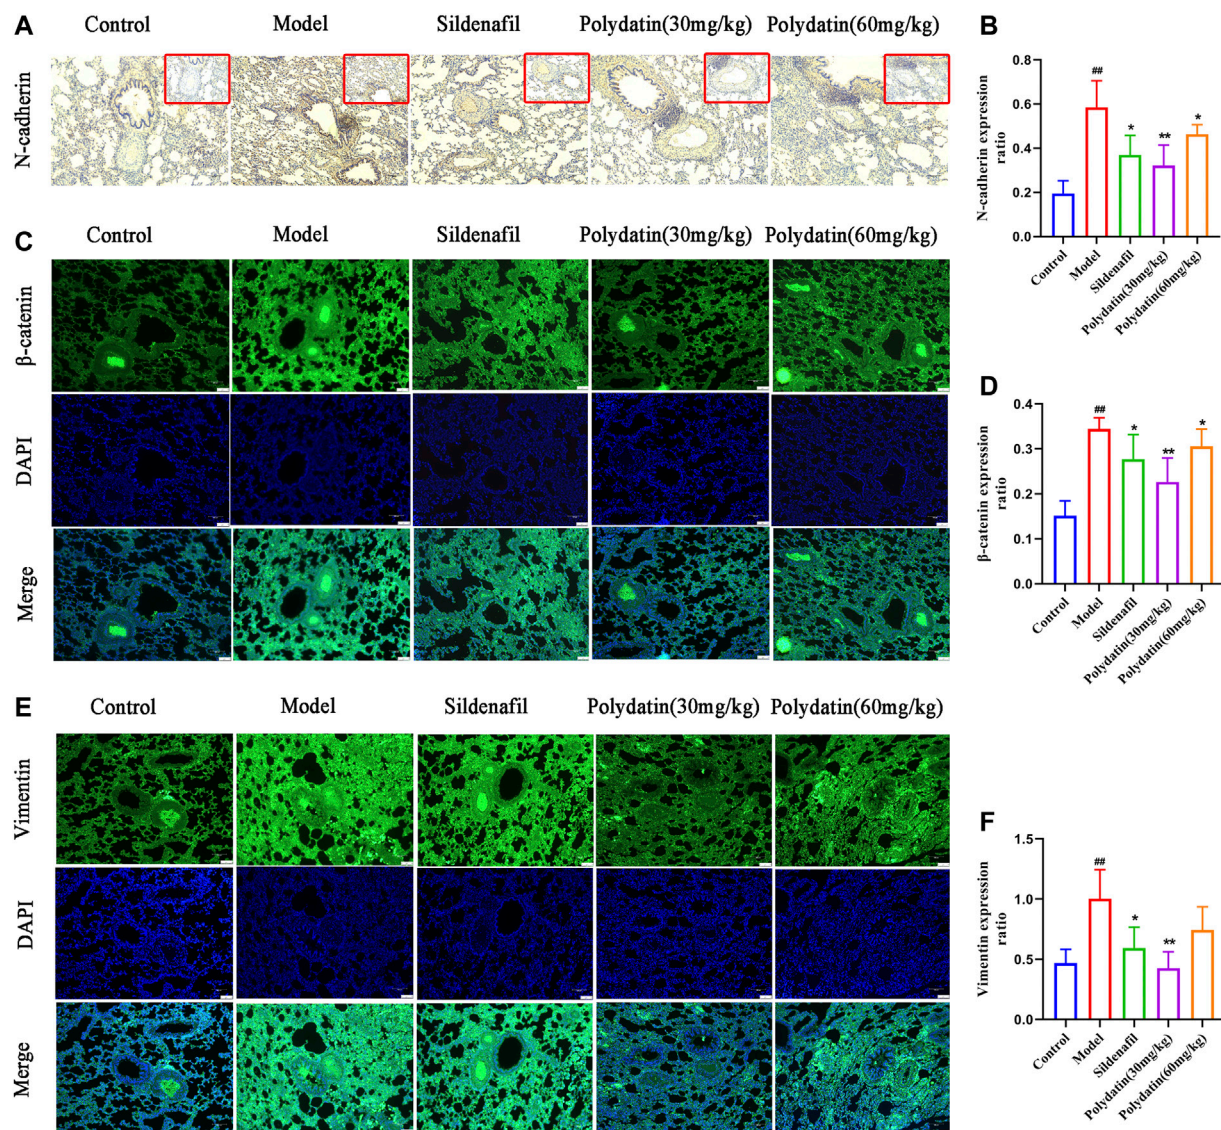 A
Control Model Sildenafil Polydatin(30mg/kg) Polydatin(60mg/kg)
N-cadherin
B
N-cadherin expression
ratio
0.8
0.6
0.4
0.2
0.0
##
*
**
*
Control
Model
Sildenafil
Polydatin(30mg/kg)
Polydatin(60mg/kg)
C
Control Model Sildenafil Polydatin(30mg/kg) Polydatin(60mg/kg)
β-catenin
DAPI
Merge
D
β-catenin expression
ratio
0.4
0.3
0.2
0.1
0.0
##
*
**
*
Control
Model
Sildenafil
Polydatin(30mg/kg)
Polydatin(60mg/kg)
E
Control Model Sildenafil Polydatin(30mg/kg) Polydatin(60mg/kg)
Vimentin
DAPI
Merge
F
Vimentin expression
ratio
1.5
1.0
0.5
0.0
##
*
**
Control
Model
Sildenafil
Polydatin(30mg/kg)
Polydatin(60mg/kg)